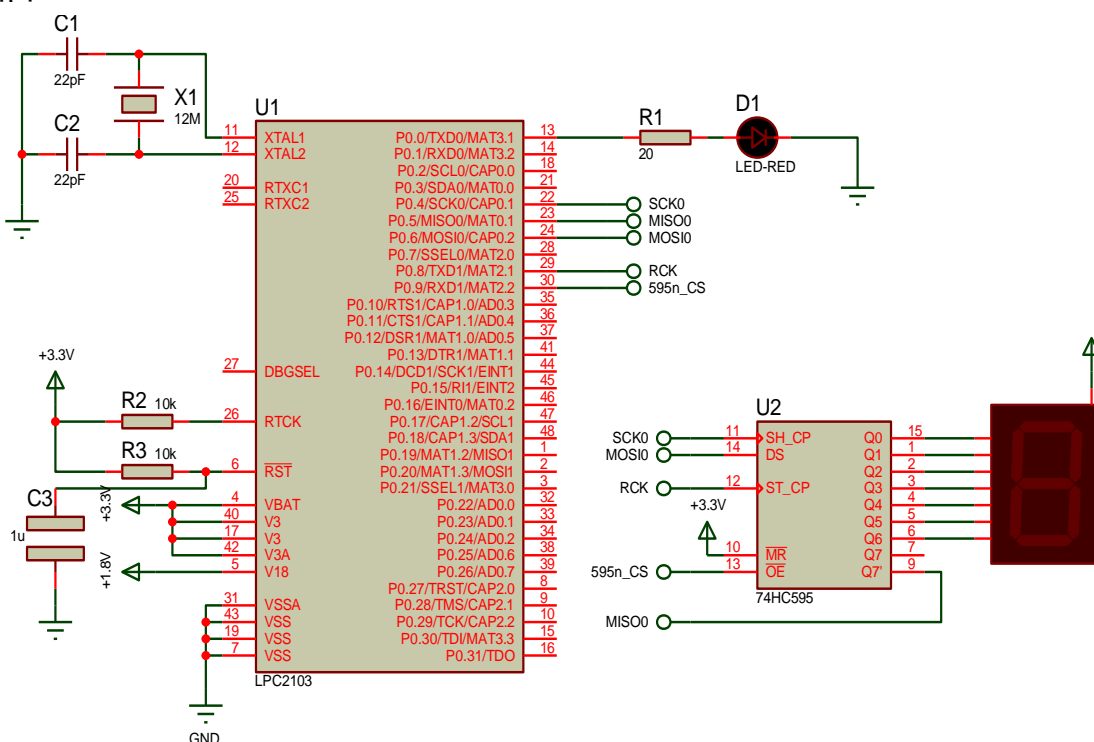 C1
22pF
X1
12M
C2
22pF
U1
11 XTAL1
12 XTAL2
20 RTXC1
25 RTXC2
27 DBGSEL
26 RTCK
6 RST
4 VBAT
40 V3
17 V3
42 V3A
5 V18
31 VSSA
43 VSS
19 VSS
7 VSS
P0.0/TXD0/MAT3.1 13
P0.1/RXD0/MAT3.2 14
P0.2/SCL0/CAP0.0 18
P0.3/SDA0/MAT0.0 21
P0.4/SCK0/CAP0.1 22
P0.5/MISO0/MAT0.1 23
P0.6/MOSI0/CAP0.2 24
P0.7/SSEL0/MAT2.0 28
P0.8/TXD1/MAT2.1 29
P0.9/RXD1/MAT2.2 30
P0.10/RTS1/CAP1.0/AD0.3 35
P0.11/CTS1/CAP1.1/AD0.4 36
P0.12/DSR1/MAT1.0/AD0.5 37
P0.13/DTR1/MAT1.1 41
P0.14/DCD1/SCK1/EINT1 44
P0.15/RI1/EINT2 45
P0.16/EINT0/MAT0.2 46
P0.17/CAP1.2/SCL1 47
P0.18/CAP1.3/SDA1 48
P0.19/MAT1.2/MISO1 1
P0.20/MAT1.3/MOSI1 2
P0.21/SSEL1/MAT3.0 3
P0.22/AD0.0 32
P0.23/AD0.1 33
P0.24/AD0.2 34
P0.25/AD0.6 38
P0.26/AD0.7 39
P0.27/TRST/CAP2.0 8
P0.28/TMS/CAP2.1 9
P0.29/TCK/CAP2.2 10
P0.30/TDI/MAT3.3 15
P0.31/TDO 16
LPC2103
R1
20
D1
LED-RED
SCK0
MISO0
MOSI0
RCK
595n_CS
+3.3V
R2 10k
R3 10k
C3
1u
+3.3V
+1.8V
GND
U2
SCK0
MOSI0
RCK
+3.3V
595n_CS
MISO0
11 SH_CP
14 DS
12 ST_CP
10 MR
13 OE
Q0 15
Q1 1
Q2 2
Q3 3
Q4 4
Q5 5
Q6 6
Q7 7
Q7' 9
74HC595